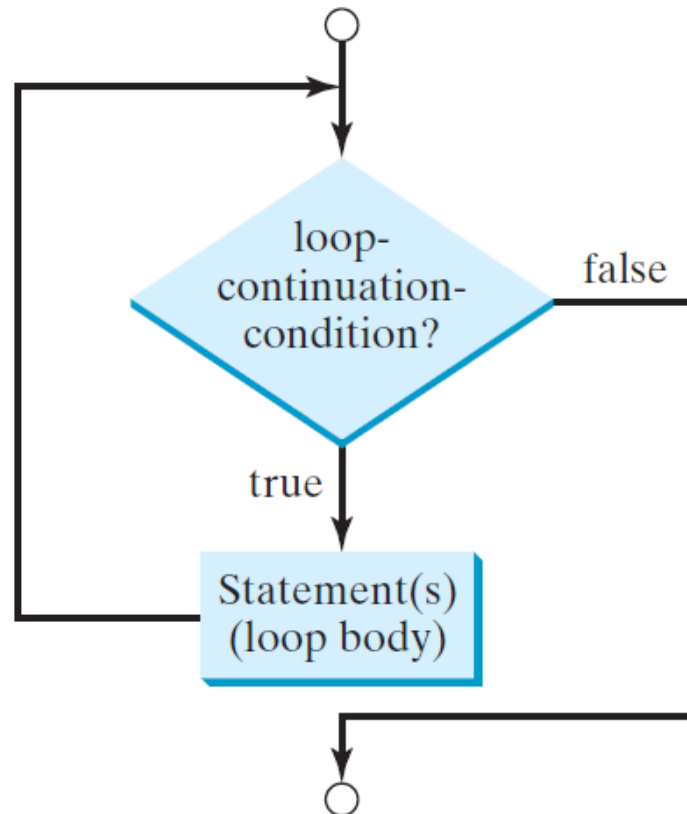 loop-
continuation-
condition?
false
true
Statement(s)
(loop body)